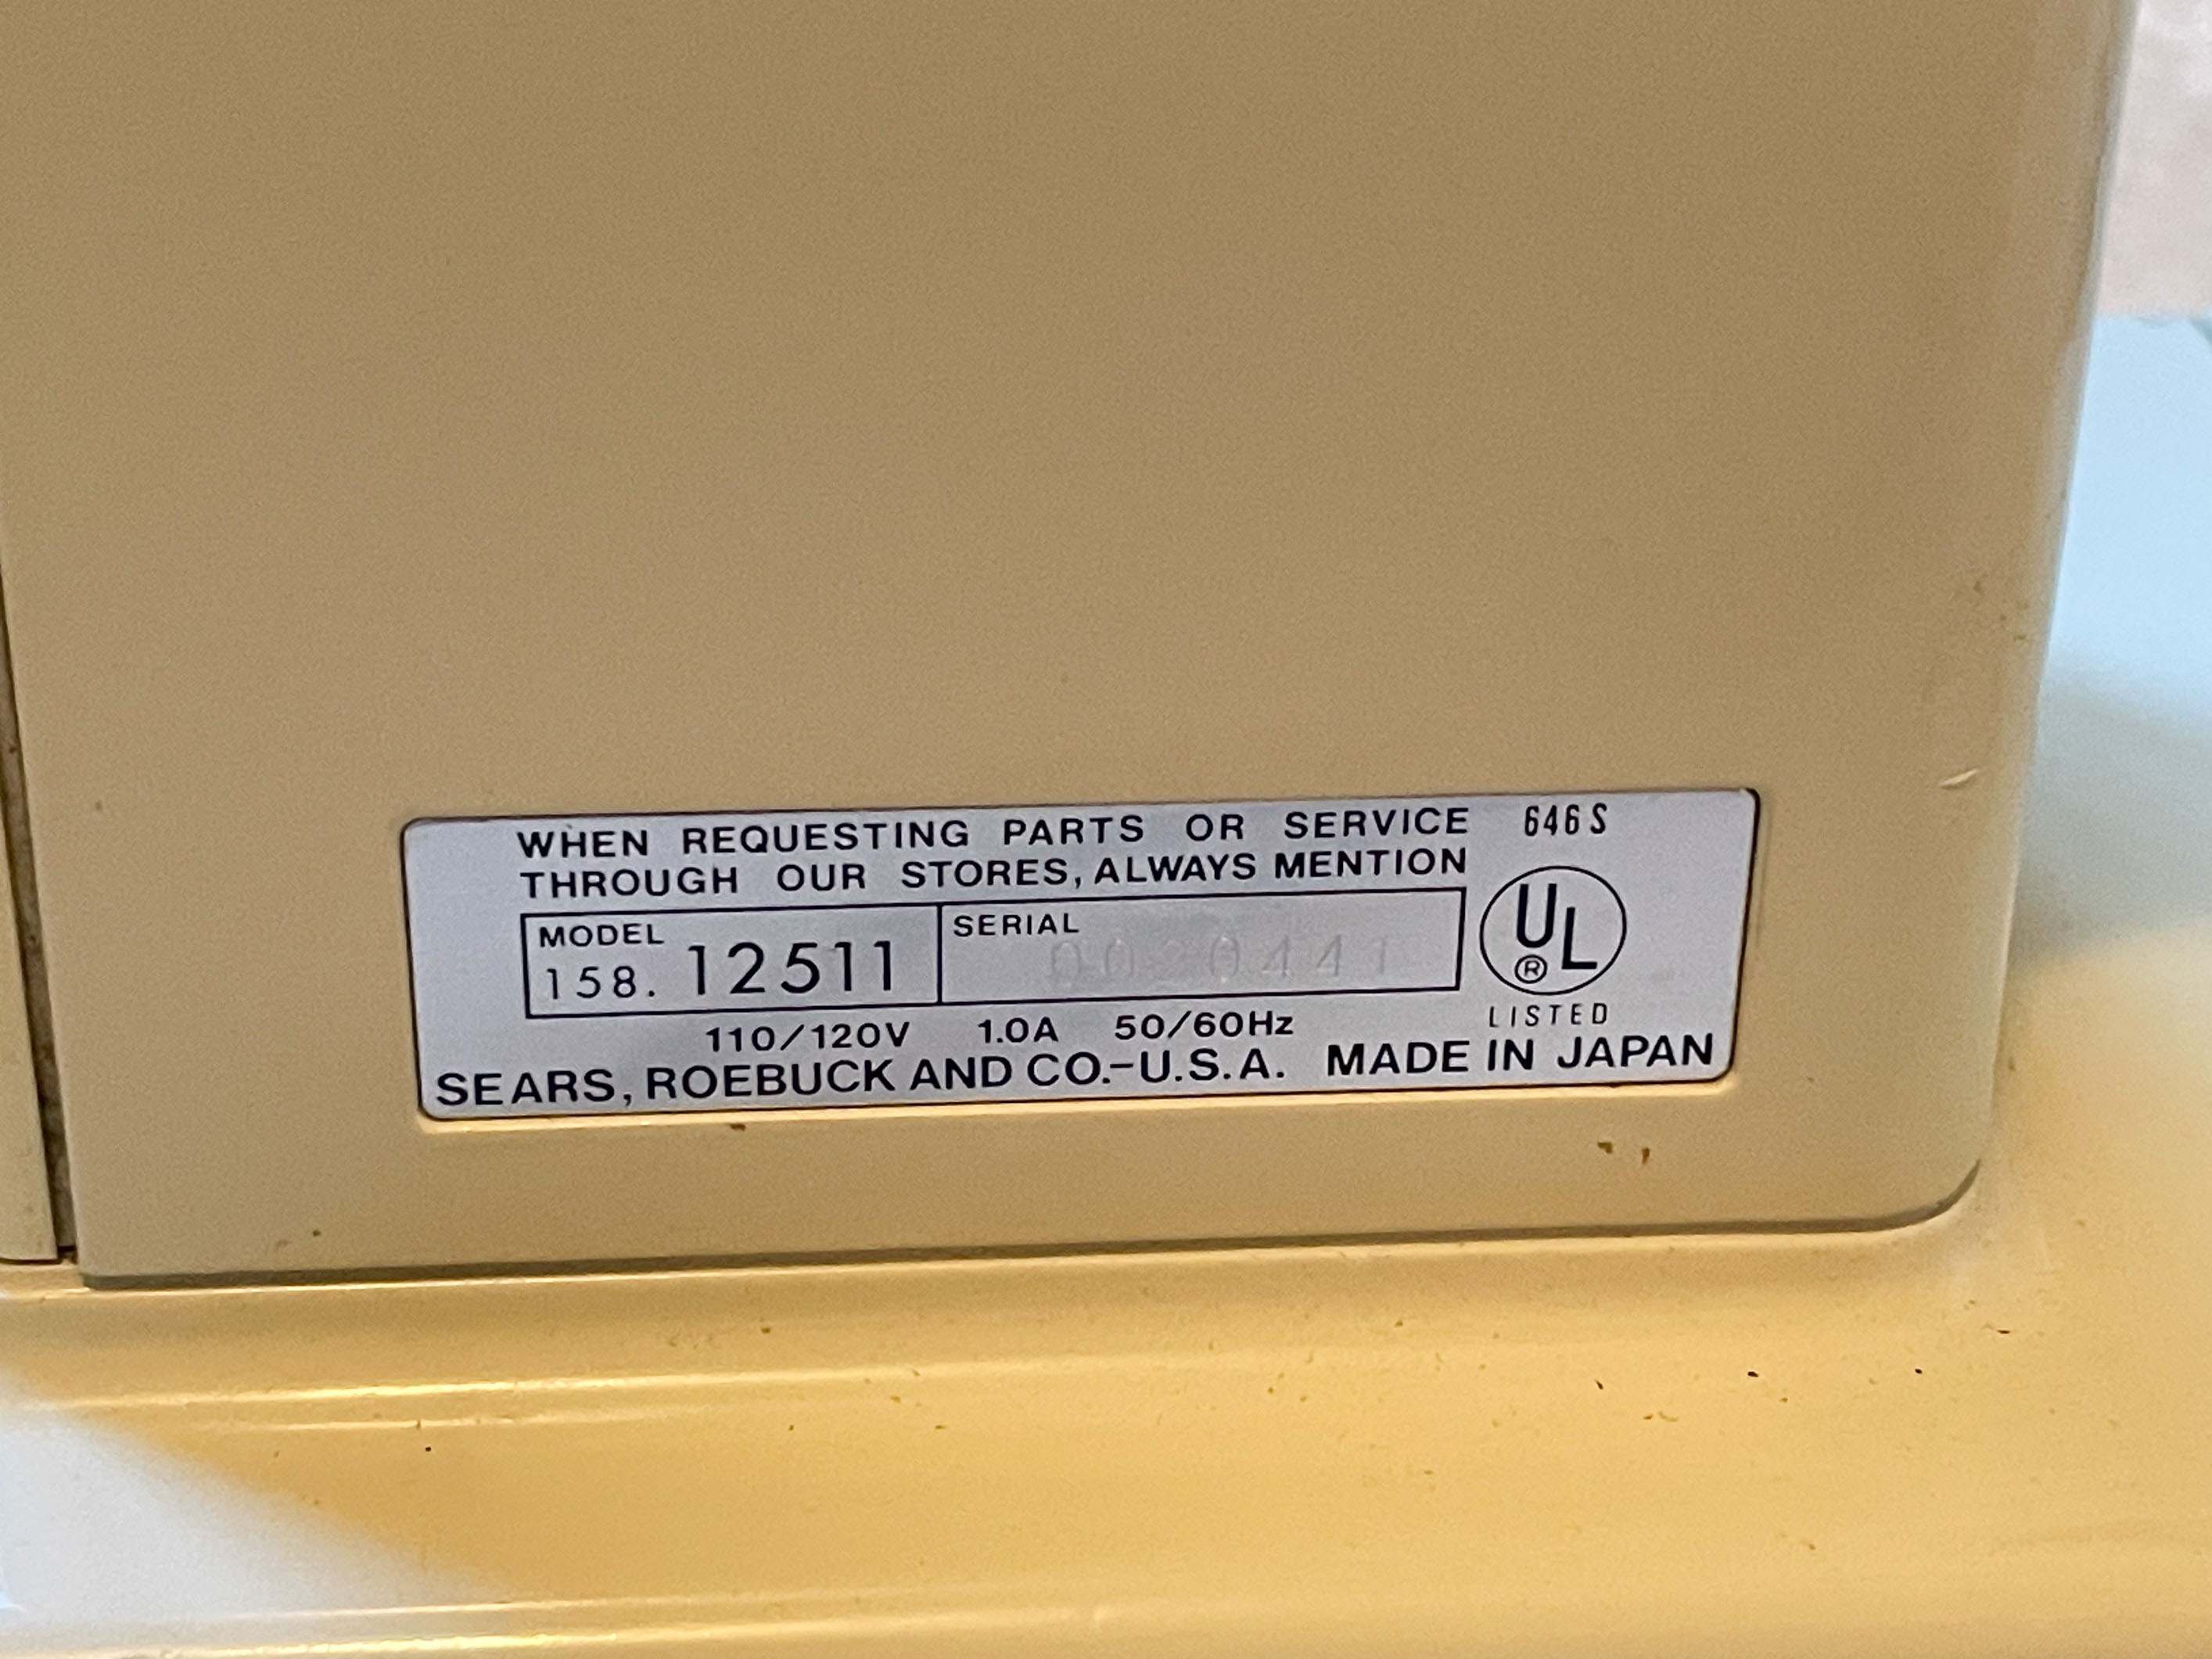 WHEN REQUESTING PARTS OR SERVICE 646 S
THROUGH OUR STORES, ALWAYS MENTION
MODEL SERIAL
158. 12511
UL
®
LISTED
110/120V 1.0A 50/60Hz
SEARS, ROEBUCK AND CO.-U.S.A. MADE IN JAPAN